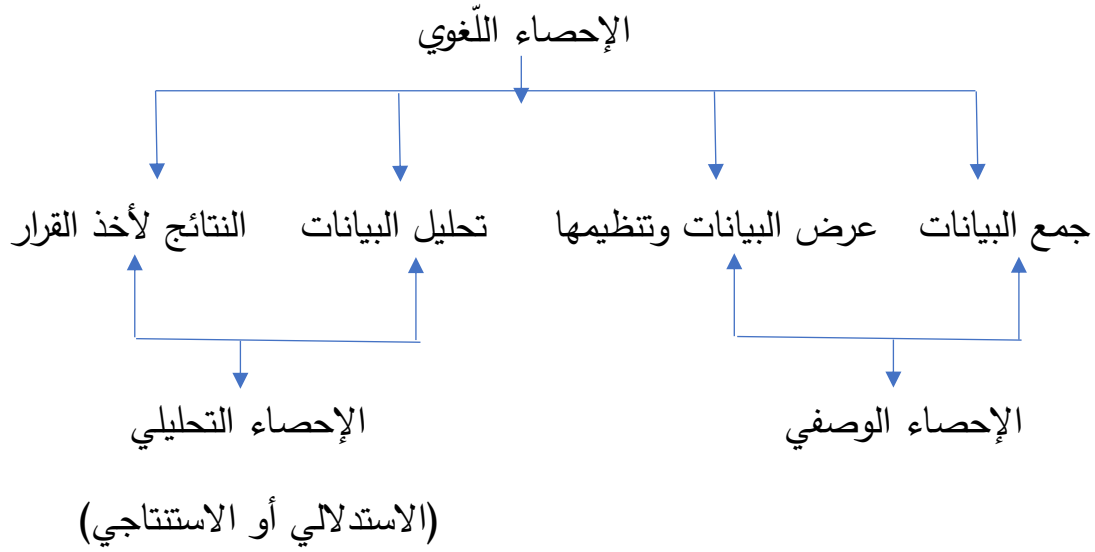 الإحصاء اللّغوي
جمع البيانات عرض البيانات وتنظيمها تحليل البيانات النتائج لأخذ القرار
الإحصاء الوصفي الإحصاء التحليلي
(الاستدلالي أو الاستنتاجي)